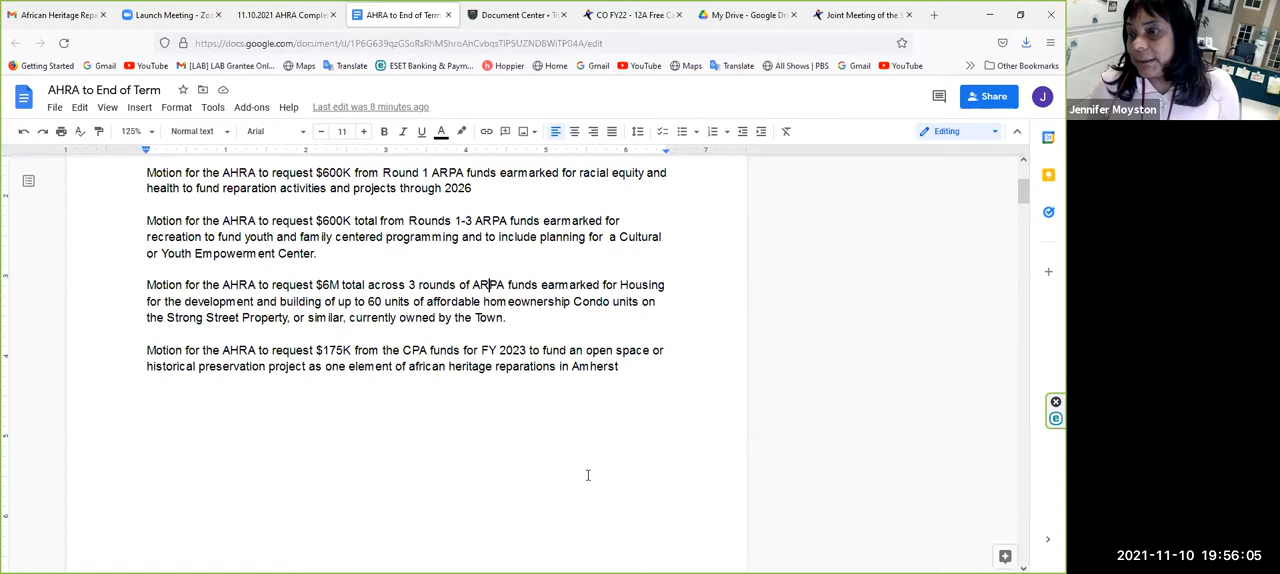 African Heritage Repa
Launch Meeting - Zoo
11.10.2021 AHRA Complet
AHRA to End of Term
Document Center • To
CO FY22 - 12A Free Ca
My Drive - Google Dri
Joint Meeting of the S
https://docs.google.com/document/d/1P6G639qzGSoRsRhMShroAhCvbqsTIP5UZND8WiTP04A/edit
Getting Started
Gmail
YouTube
[LAB] LAB Grantee Onl...
Maps
Translate
ESET Banking & Paym...
Hoppier
Home
Gmail
YouTube
Maps
Translate
All Shows | PBS
Gmail
YouTube
Other Bookmarks
AHRA to End of Term
File Edit View Insert Format Tools Add-ons Help Last edit was 8 minutes ago
Share
J
125% Normal text Arial 11 Editing
Motion for the AHRA to request $600K from Round 1 ARPA funds earmarked for racial equity and
health to fund reparation activities and projects through 2026
Motion for the AHRA to request $600K total from Rounds 1-3 ARPA funds earmarked for
recreation to fund youth and family centered programming and to include planning for a Cultural
or Youth Empowerment Center.
Motion for the AHRA to request $6M total across 3 rounds of ARPA funds earmarked for Housing
for the development and building of up to 60 units of affordable homeownership Condo units on
the Strong Street Property, or similar, currently owned by the Town.
Motion for the AHRA to request $175K from the CPA funds for FY 2023 to fund an open space or
historical preservation project as one element of african heritage reparations in Amherst
Jennifer Moyston
2021-11-10 19:56:05